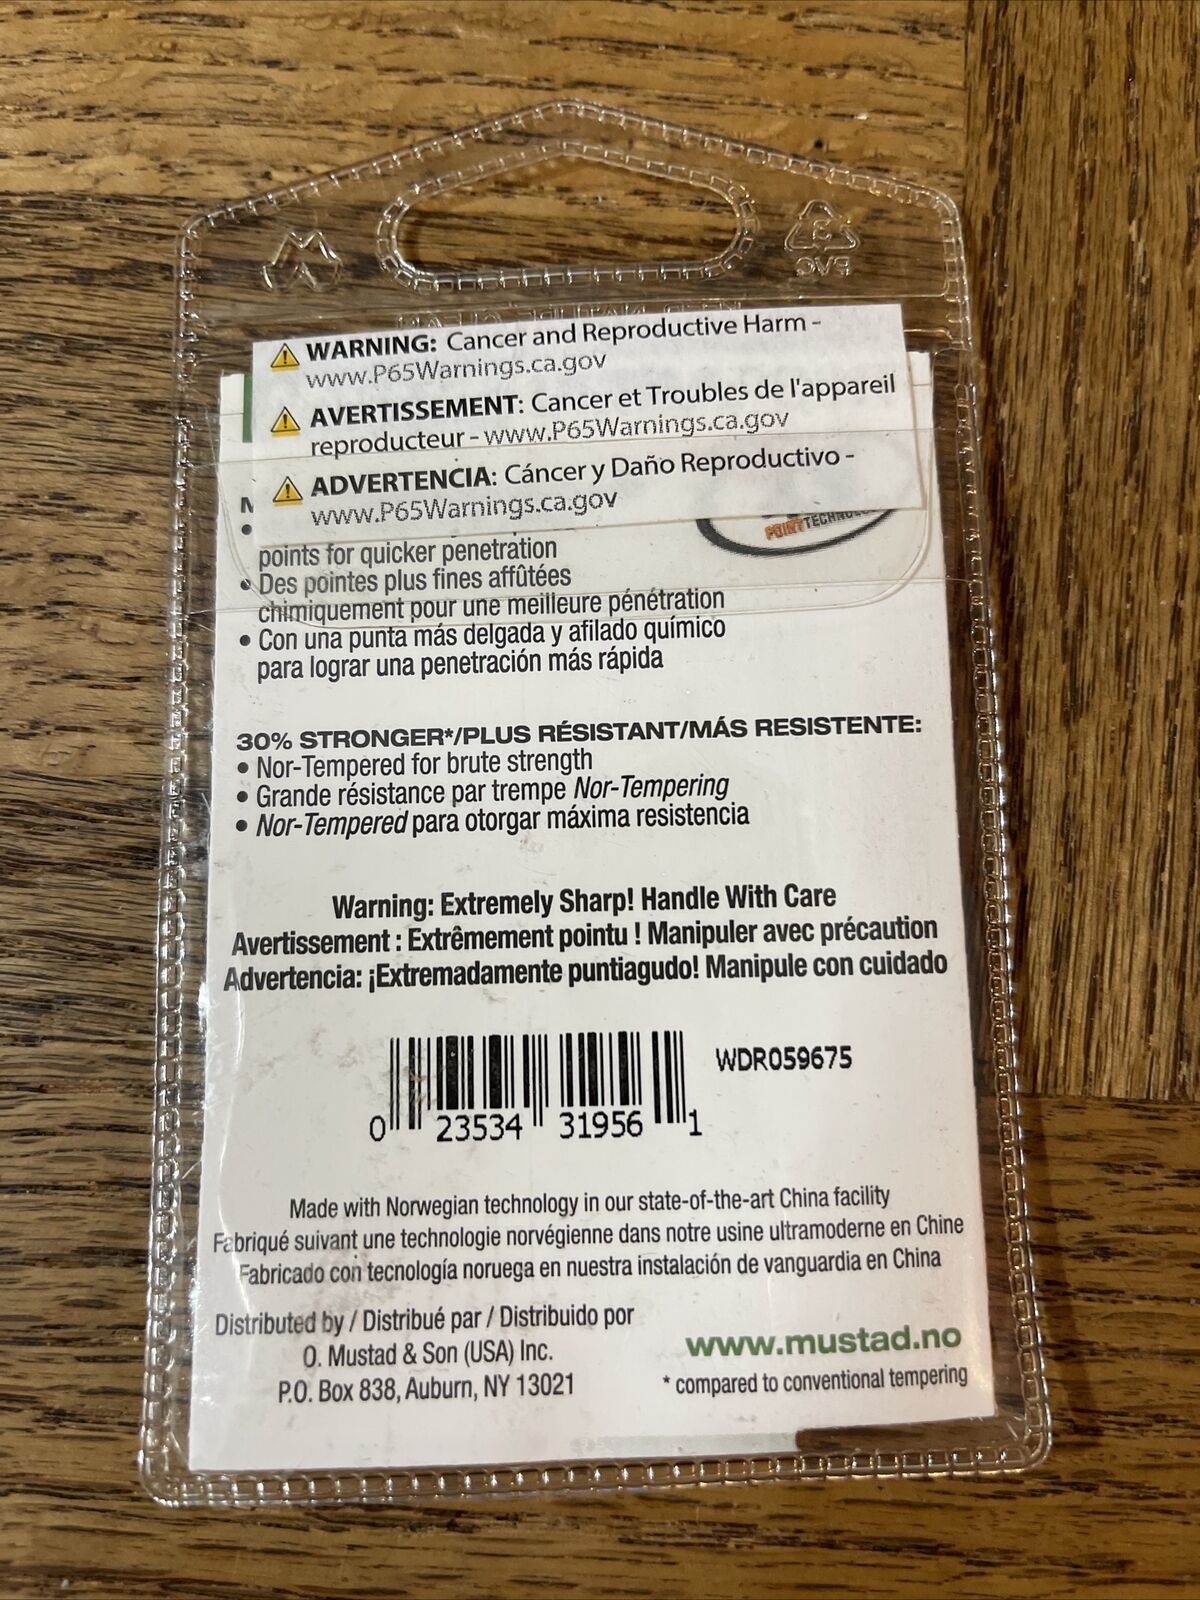 3
PVC
WARNING: Cancer and Reproductive Harm -
www.P65Warnings.ca.gov
AVERTISSEMENT: Cancer et Troubles de l'appareil
reproducteur - www.P65Warnings.ca.gov
ADVERTENCIA: Cáncer y Daño Reproductivo -
www.P65Warnings.ca.gov
POINT
points for quicker penetration
• Des pointes plus fines affûtées
chimiquement pour une meilleure pénétration
• Con una punta más delgada y afilado químico
para lograr una penetración más rápida
30% STRONGER*/PLUS RÉSISTANT/MÁS RESISTENTE:
• Nor-Tempered for brute strength
• Grande résistance par trempe Nor-Tempering
• Nor-Tempered para otorgar máxima resistencia
Warning: Extremely Sharp! Handle With Care
Avertissement : Extrêmement pointu ! Manipuler avec précaution
Advertencia: ¡Extremadamente puntiagudo! Manipule con cuidado
WDR059675
0 23534 31956 1
Made with Norwegian technology in our state-of-the-art China facility
Fabriqué suivant une technologie norvégienne dans notre usine ultramoderne en Chine
Fabricado con tecnología noruega en nuestra instalación de vanguardia en China
Distributed by / Distribué par / Distribuido por
O. Mustad & Son (USA) Inc.
P.O. Box 838, Auburn, NY 13021
www.mustad.no
* compared to conventional tempering